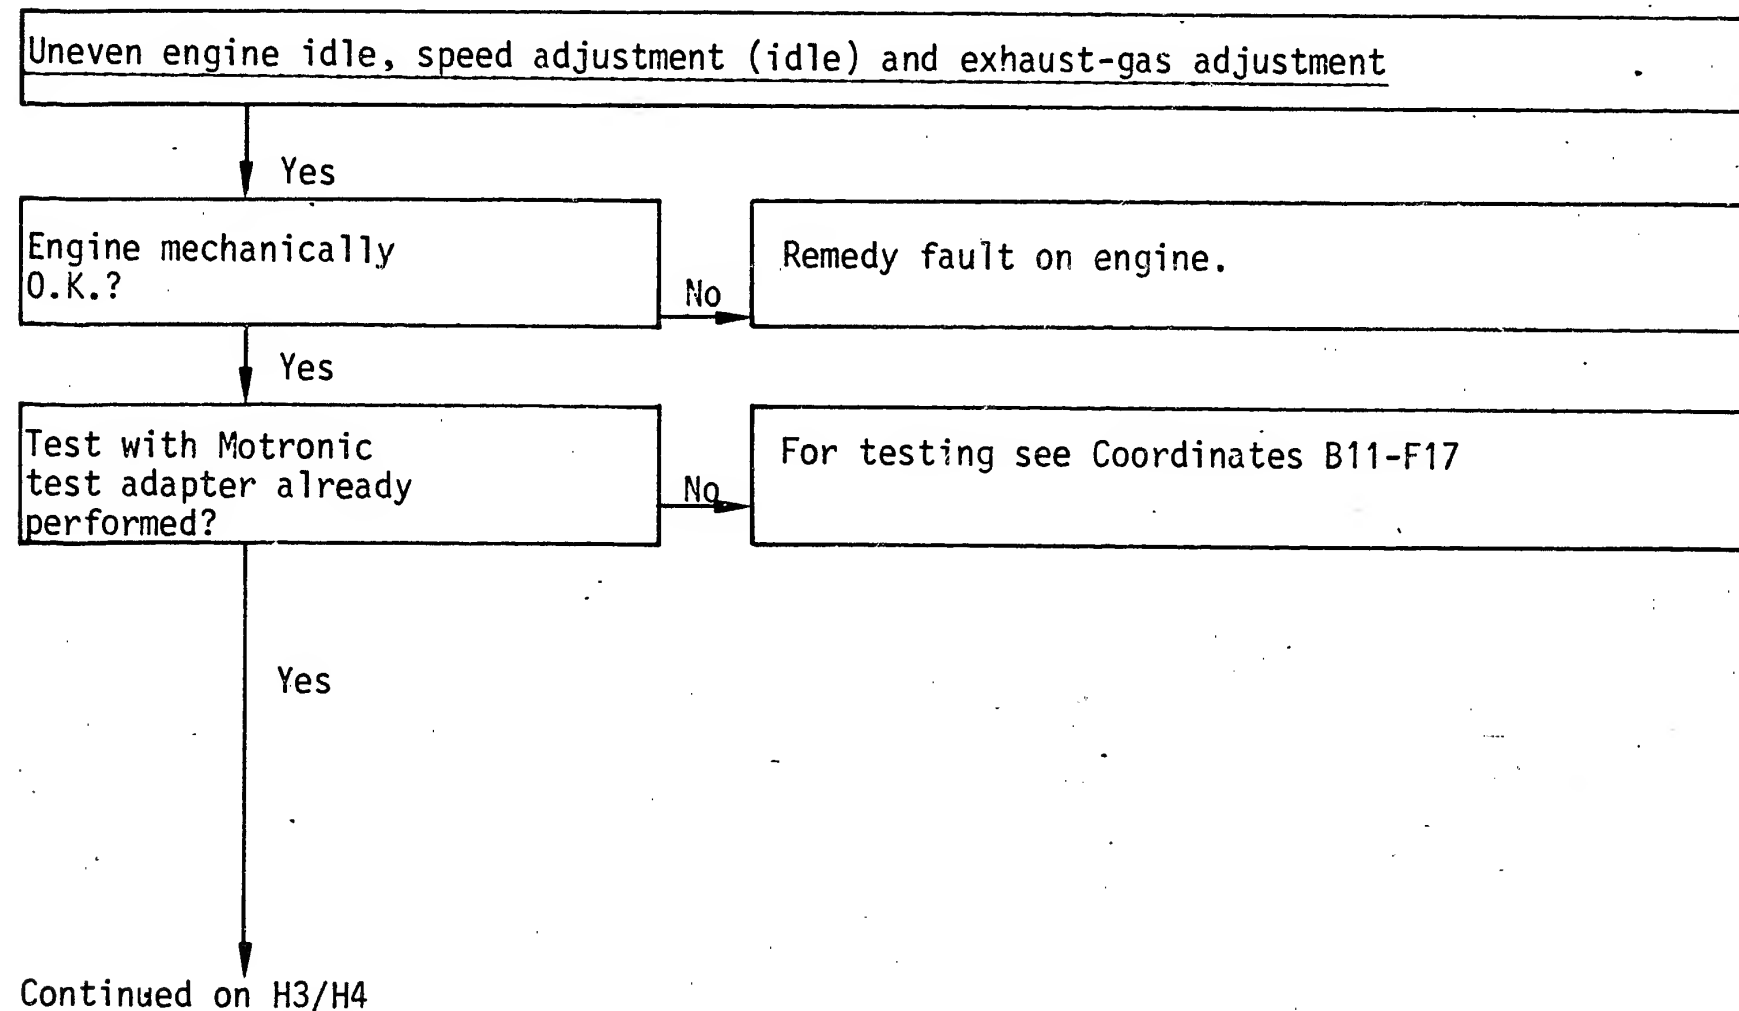 Uneven engine idle, speed adjustment (idle) and exhaust-gas adjustment
Yes
Engine mechanically
O.K.?
No
Remedy fault on engine.
Yes
Test with Motronic
test adapter already
performed?
No
For testing see Coordinates B11-F17
Yes
Continued on H3/H4